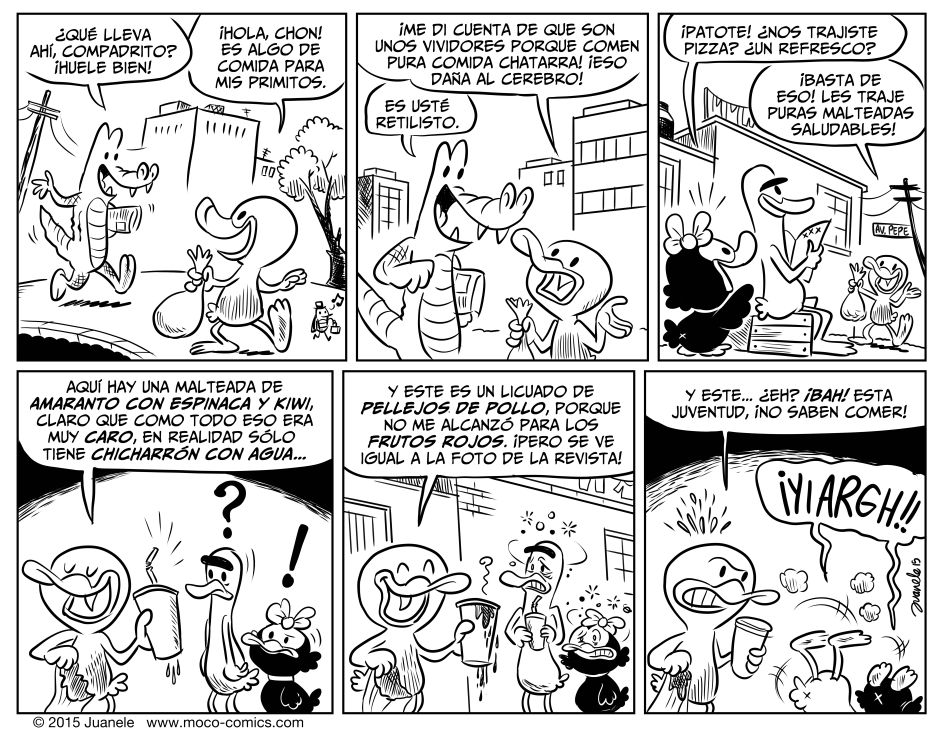 ¿QUÉ LLEVA
AHÍ, COMPADRITO?
¡HUELE BIEN!
¡HOLA, CHON!
ES ALGO DE
COMIDA PARA
MIS PRIMITOS.
¡ME DI CUENTA DE QUE SON
UNOS VIVIDORES PORQUE COMEN
PURA COMIDA CHATARRA! ¡ESO
DAÑA AL CEREBRO!
ES USTÉ
RETILISTO.
¡PATOTE! ¿NOS TRAJISTE
PIZZA? ¿UN REFRESCO?
¡BASTA DE
ESO! LES TRAJE
PURAS MALTEADAS
SALUDABLES!
XXX
AV. PEPE
AQUÍ HAY UNA MALTEADA DE
AMARANTO CON ESPINACA Y KIWI,
CLARO QUE COMO TODO ESO ERA
MUY CARO, EN REALIDAD SÓLO
TIENE CHICHARRÓN CON AGUA...
?
!
Y ESTE ES UN LICUADO DE
PELLEJOS DE POLLO, PORQUE
NO ME ALCANZÓ PARA LOS
FRUTOS ROJOS. ¡PERO SE VE
IGUAL A LA FOTO DE LA REVISTA!
Y ESTE... ¿EH? ¡BAH! ESTA
JUVENTUD, ¡NO SABEN COMER!
¡YIARGH!!
Juanele 15
© 2015 Juanele www.moco-comics.com